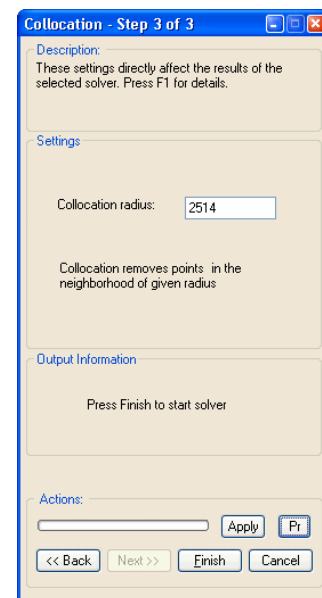 Collocation - Step 3 of 3
Description:
These settings directly affect the results of the
selected solver. Press F1 for details.
Settings
Collocation radius: 2514
Collocation removes points in the
neighborhood of given radius
Output Information
Press Finish to start solver
Actions:
Apply Pr
<< Back Next >> Finish Cancel